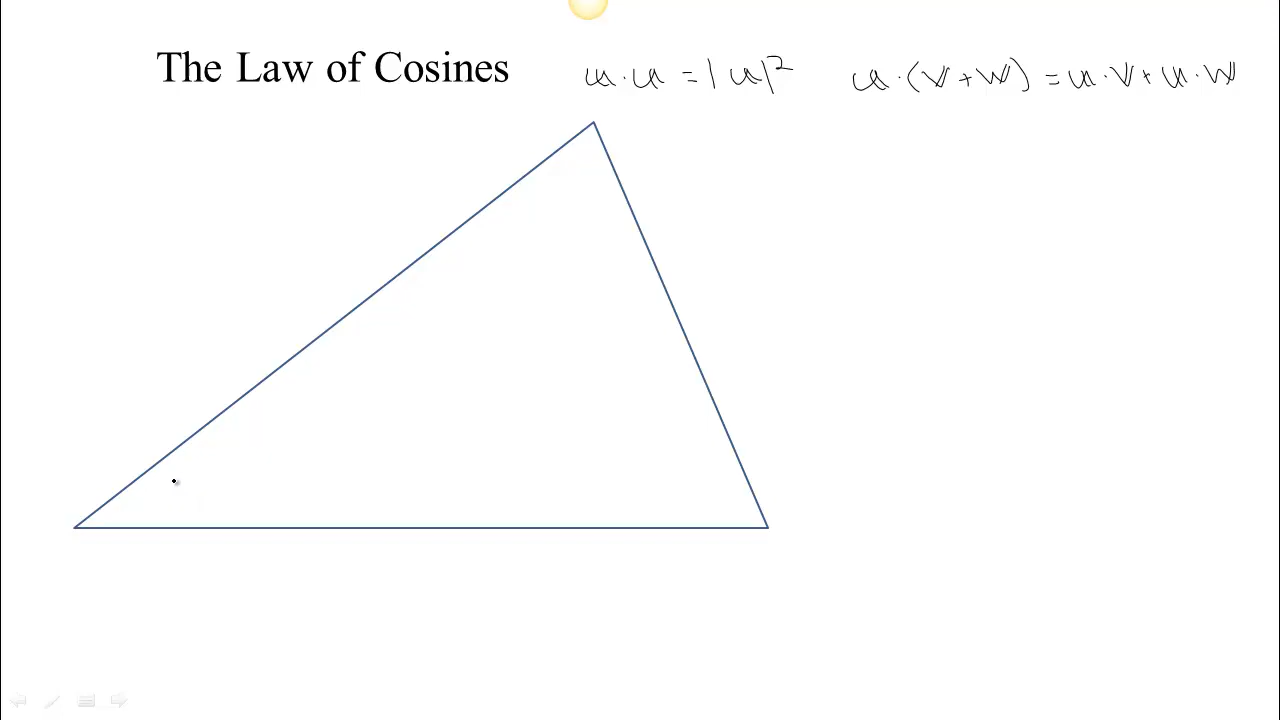 The Law of Cosines u·u = |u|² u·(v+w) = u·v + u·w